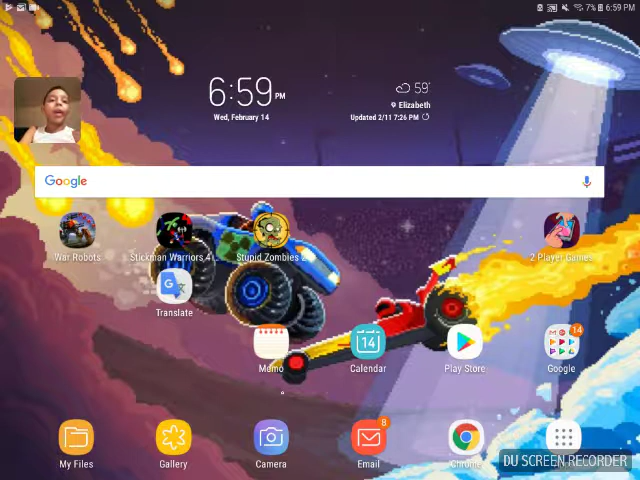 7% 6:59 PM
6:59 PM
Wed, February 14
59°
Elizabeth
Updated 2/11 7:26 PM
Google
War Robots
Stickman Warriors 4
Stupid Zombies 2
2 Player Games
Translate
14
14
Memo
Calendar
Play Store
Google
8
My Files
Gallery
Camera
Email
Chrome
DU SCREEN RECORDER